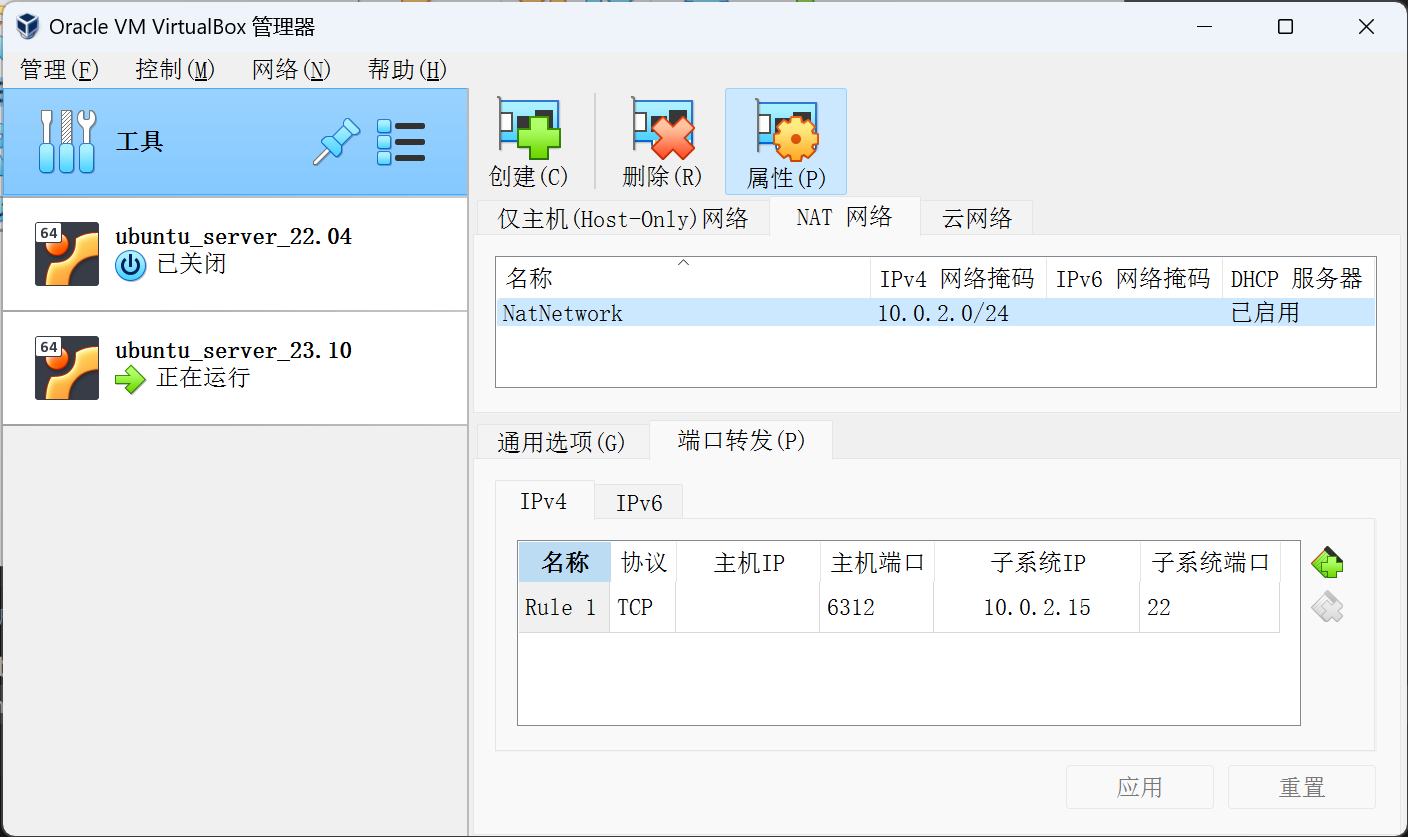 Oracle VM VirtualBox 管理器
管理(F) 控制(M) 网络(N) 帮助(H)
工具
创建(C) 删除(R) 属性(P)
64 ubuntu_server_22.04
已关闭
64 ubuntu_server_23.10
正在运行
仅主机(Host-Only)网络 NAT 网络 云网络
名称 IPv4 网络掩码 IPv6 网络掩码 DHCP 服务器
NatNetwork 10.0.2.0/24 已启用
通用选项(G) 端口转发(P)
IPv4 IPv6
名称 协议 主机IP 主机端口 子系统IP 子系统端口
Rule 1 TCP 6312 10.0.2.15 22
应用 重置